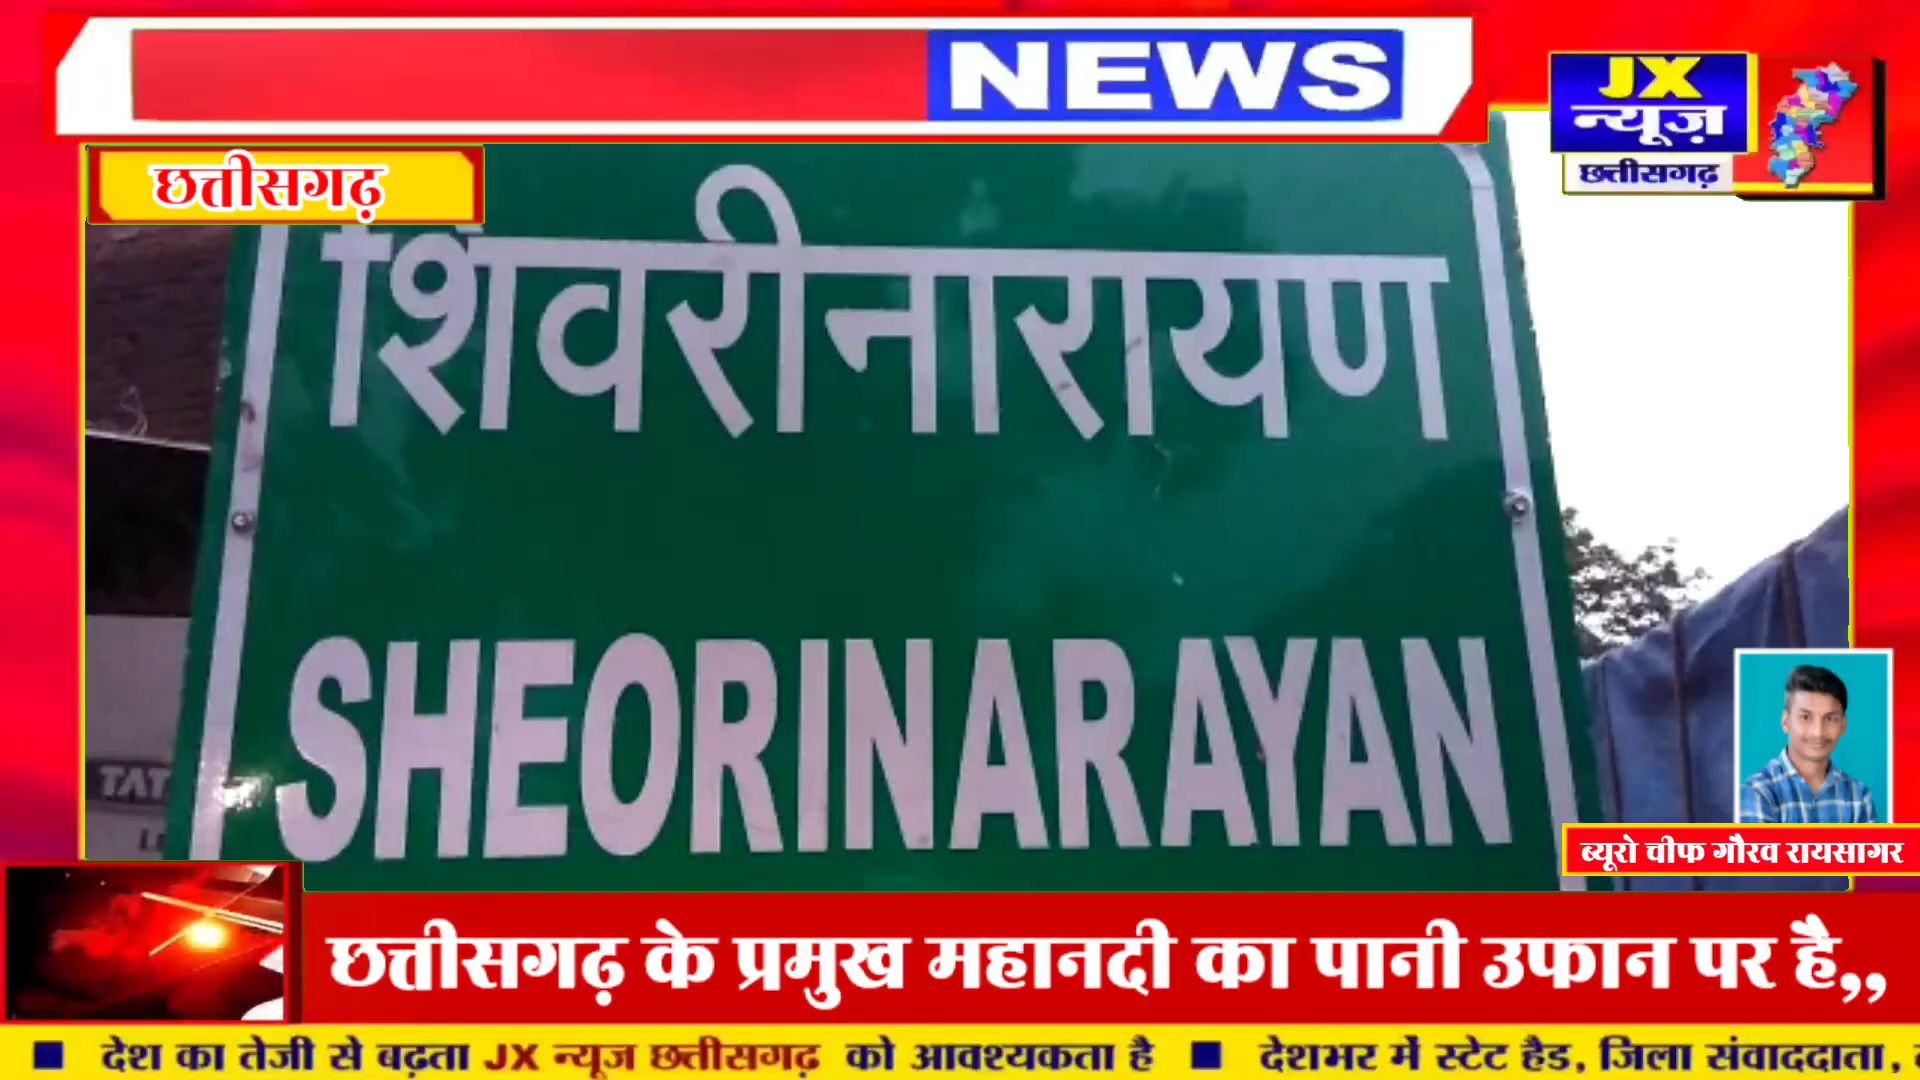 NEWS
JX
न्यूज़
छत्तीसगढ़
छत्तीसगढ़
शिवरीनारायण
SHEORINARAYAN
ब्यूरो चीफ गौरव रायसागर
छत्तीसगढ़ के प्रमुख महानदी का पानी उफान पर है,,
देश का तेजी से बढ़ता JX न्यूज छत्तीसगढ़ को आवश्यकता है ■ देशभर में स्टेट हैड, जिला संवाददाता,